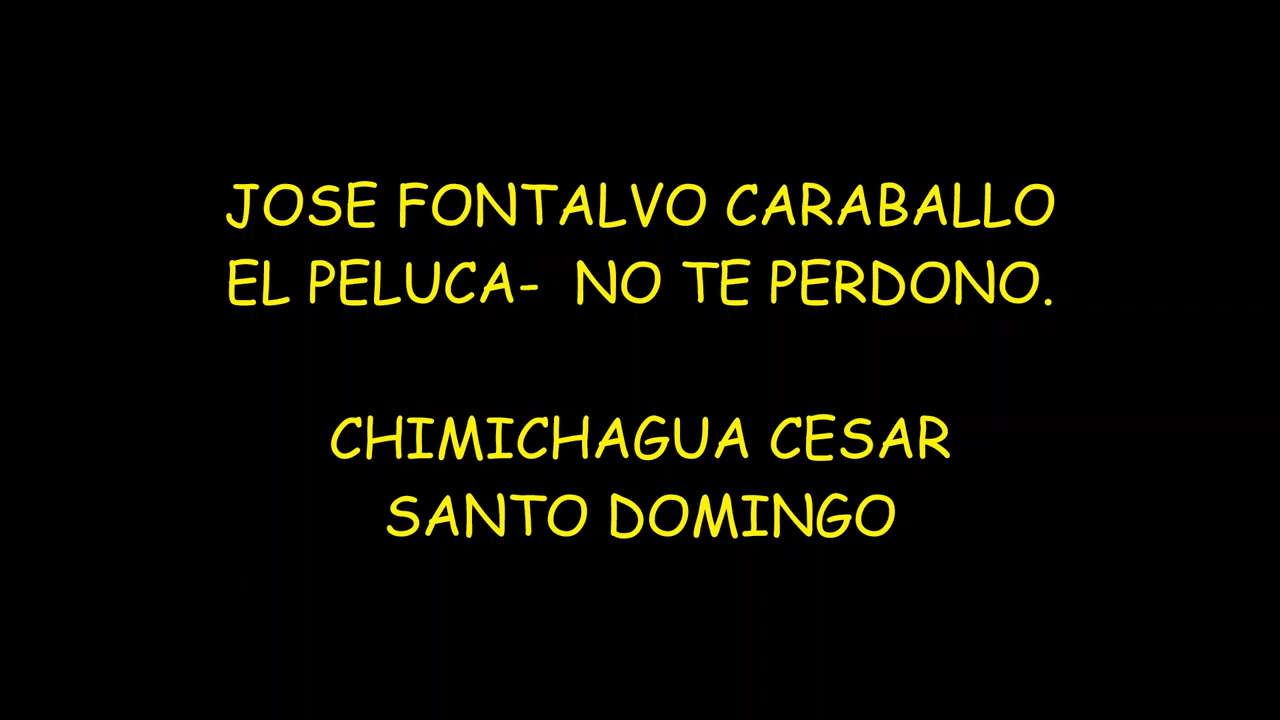 JOSE FONTALVO CARABALLO
EL PELUCA-  NO TE PERDONO.
CHIMICHAGUA CESAR
SANTO DOMINGO